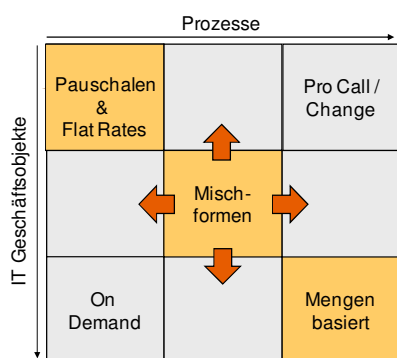 Prozesse
IT Geschäftsobjekte
Pauschalen
&
Flat Rates
Pro Call /
Change
Misch-
formen
On
Demand
Mengen
basiert